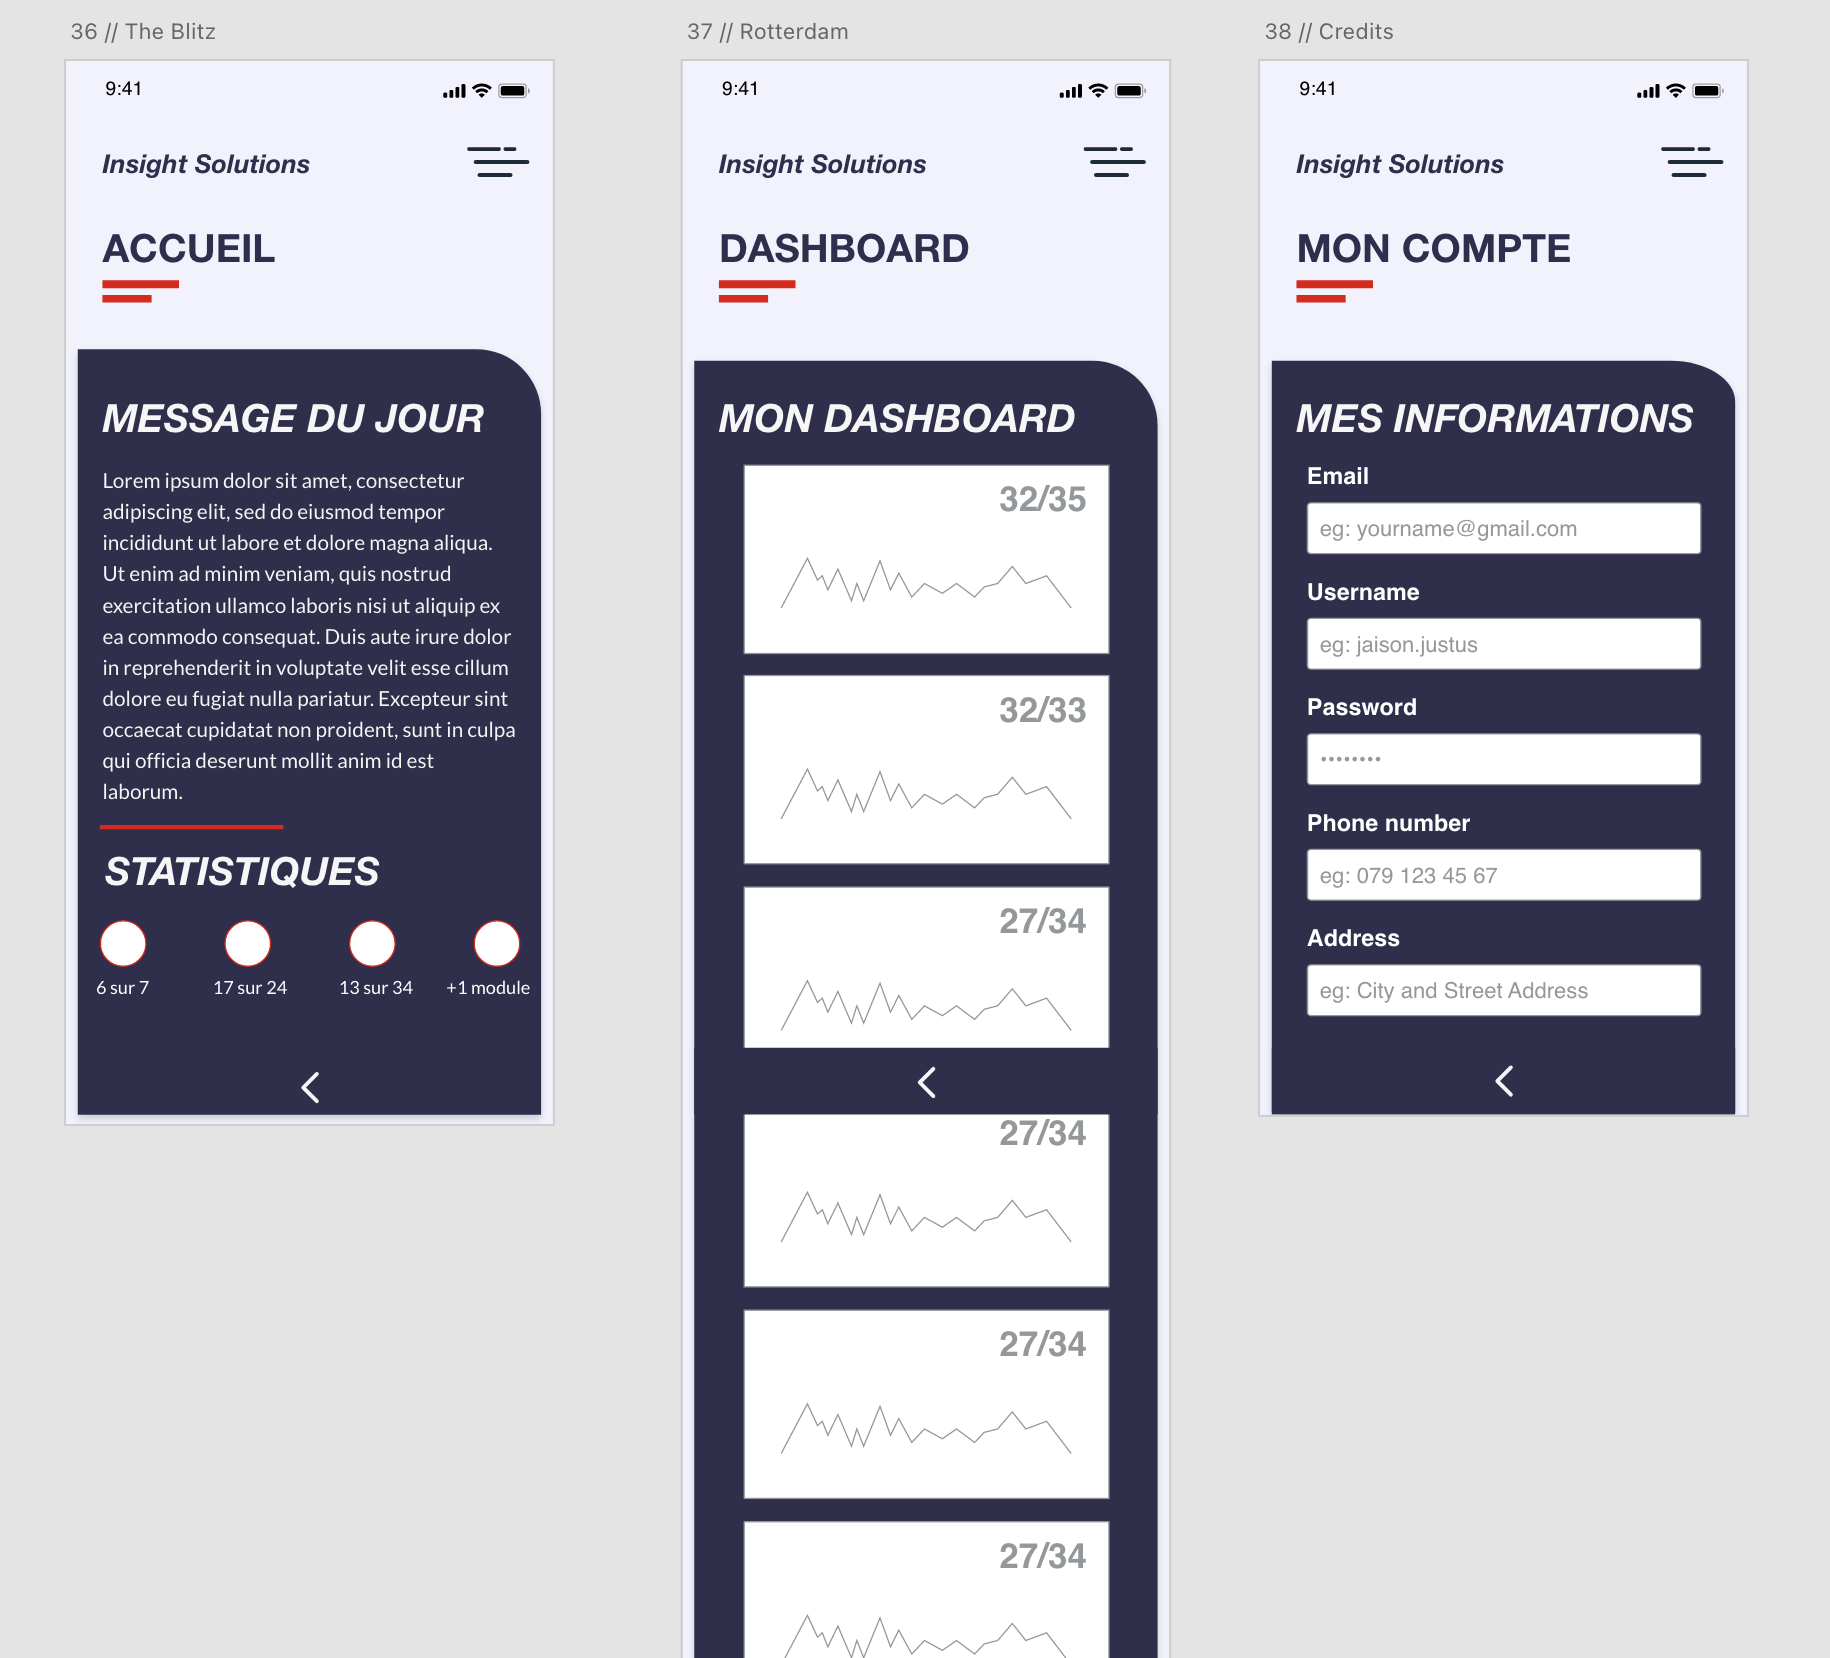 36 // The Blitz
9:41
Insight Solutions
ACCUEIL
MESSAGE DU JOUR
Lorem ipsum dolor sit amet, consectetur
adipiscing elit, sed do eiusmod tempor
incididunt ut labore et dolore magna aliqua.
Ut enim ad minim veniam, quis nostrud
exercitation ullamco laboris nisi ut aliquip ex
ea commodo consequat. Duis aute irure dolor
in reprehenderit in voluptate velit esse cillum
dolore eu fugiat nulla pariatur. Excepteur sint
occaecat cupidatat non proident, sunt in culpa
qui officia deserunt mollit anim id est
laborum.
STATISTIQUES
6 sur 7
17 sur 24
13 sur 34
+1 module
37 // Rotterdam
9:41
Insight Solutions
DASHBOARD
MON DASHBOARD
32/35
32/33
27/34
27/34
27/34
27/34
38 // Credits
9:41
Insight Solutions
MON COMPTE
MES INFORMATIONS
Email
eg: yourname@gmail.com
Username
eg: jaison.justus
Password
••••••••
Phone number
eg: 079 123 45 67
Address
eg: City and Street Address